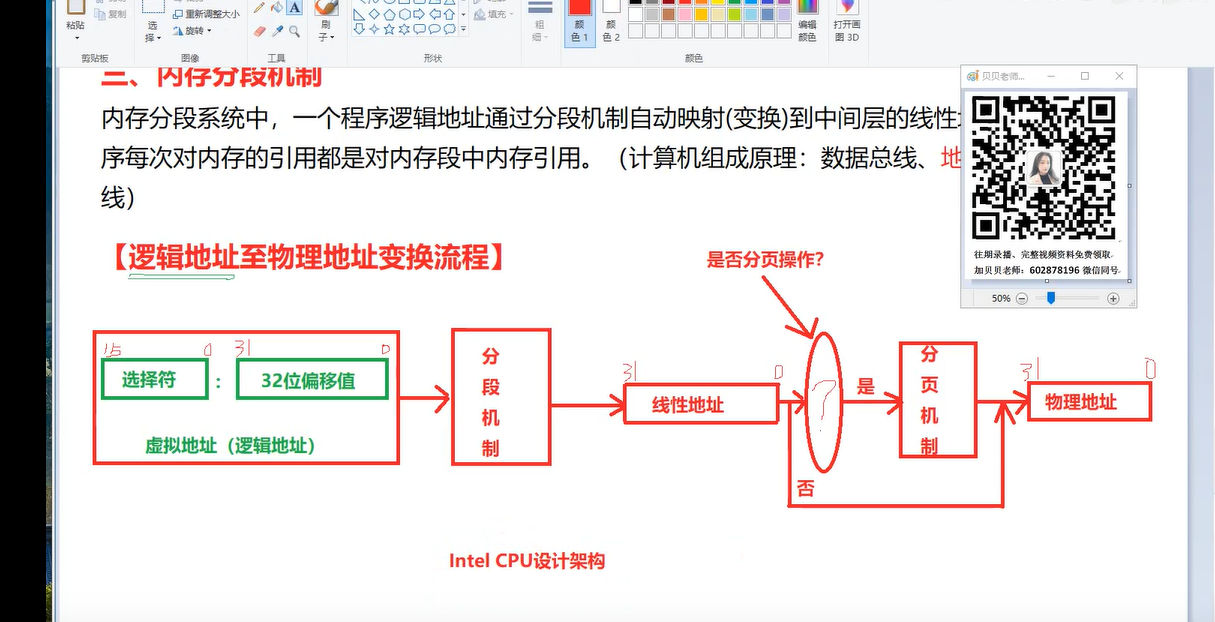 粘贴
复制
选
择
重新调整大小
旋转
A
刷
子
填充
粗
细
颜
色 1
颜
色 2
编辑
颜色
打开画
图 3D
剪贴板
图像
工具
形状
颜色
三、内存分段机制
内存分段系统中，一个程序逻辑地址通过分段机制自动映射(变换)到中间层的线性
序每次对内存的引用都是对内存段中内存引用。（计算机组成原理：数据总线、地
线）
贝贝老师...
往期录播、完整视频资料免费领取
加贝贝老师：602878196 微信同号
50%
【逻辑地址至物理地址变换流程】
是否分页操作?
15 0 31 0
选择符 : 32位偏移值
虚拟地址（逻辑地址）
分段机制
31 0
线性地址
?
是
否
分页机制
31 0
物理地址
Intel CPU设计架构